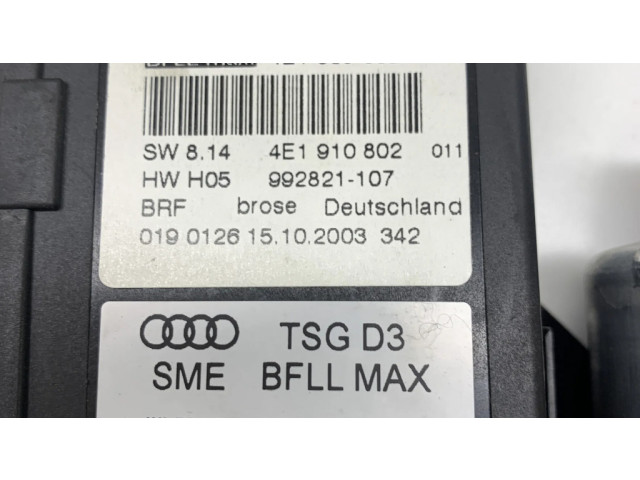 SW 8.14 4E1 910 802 011
HW H05 992821-107
BRF brose Deutschland
019 0126 15.10.2003 342
TSG D3
SME BFLL MAX